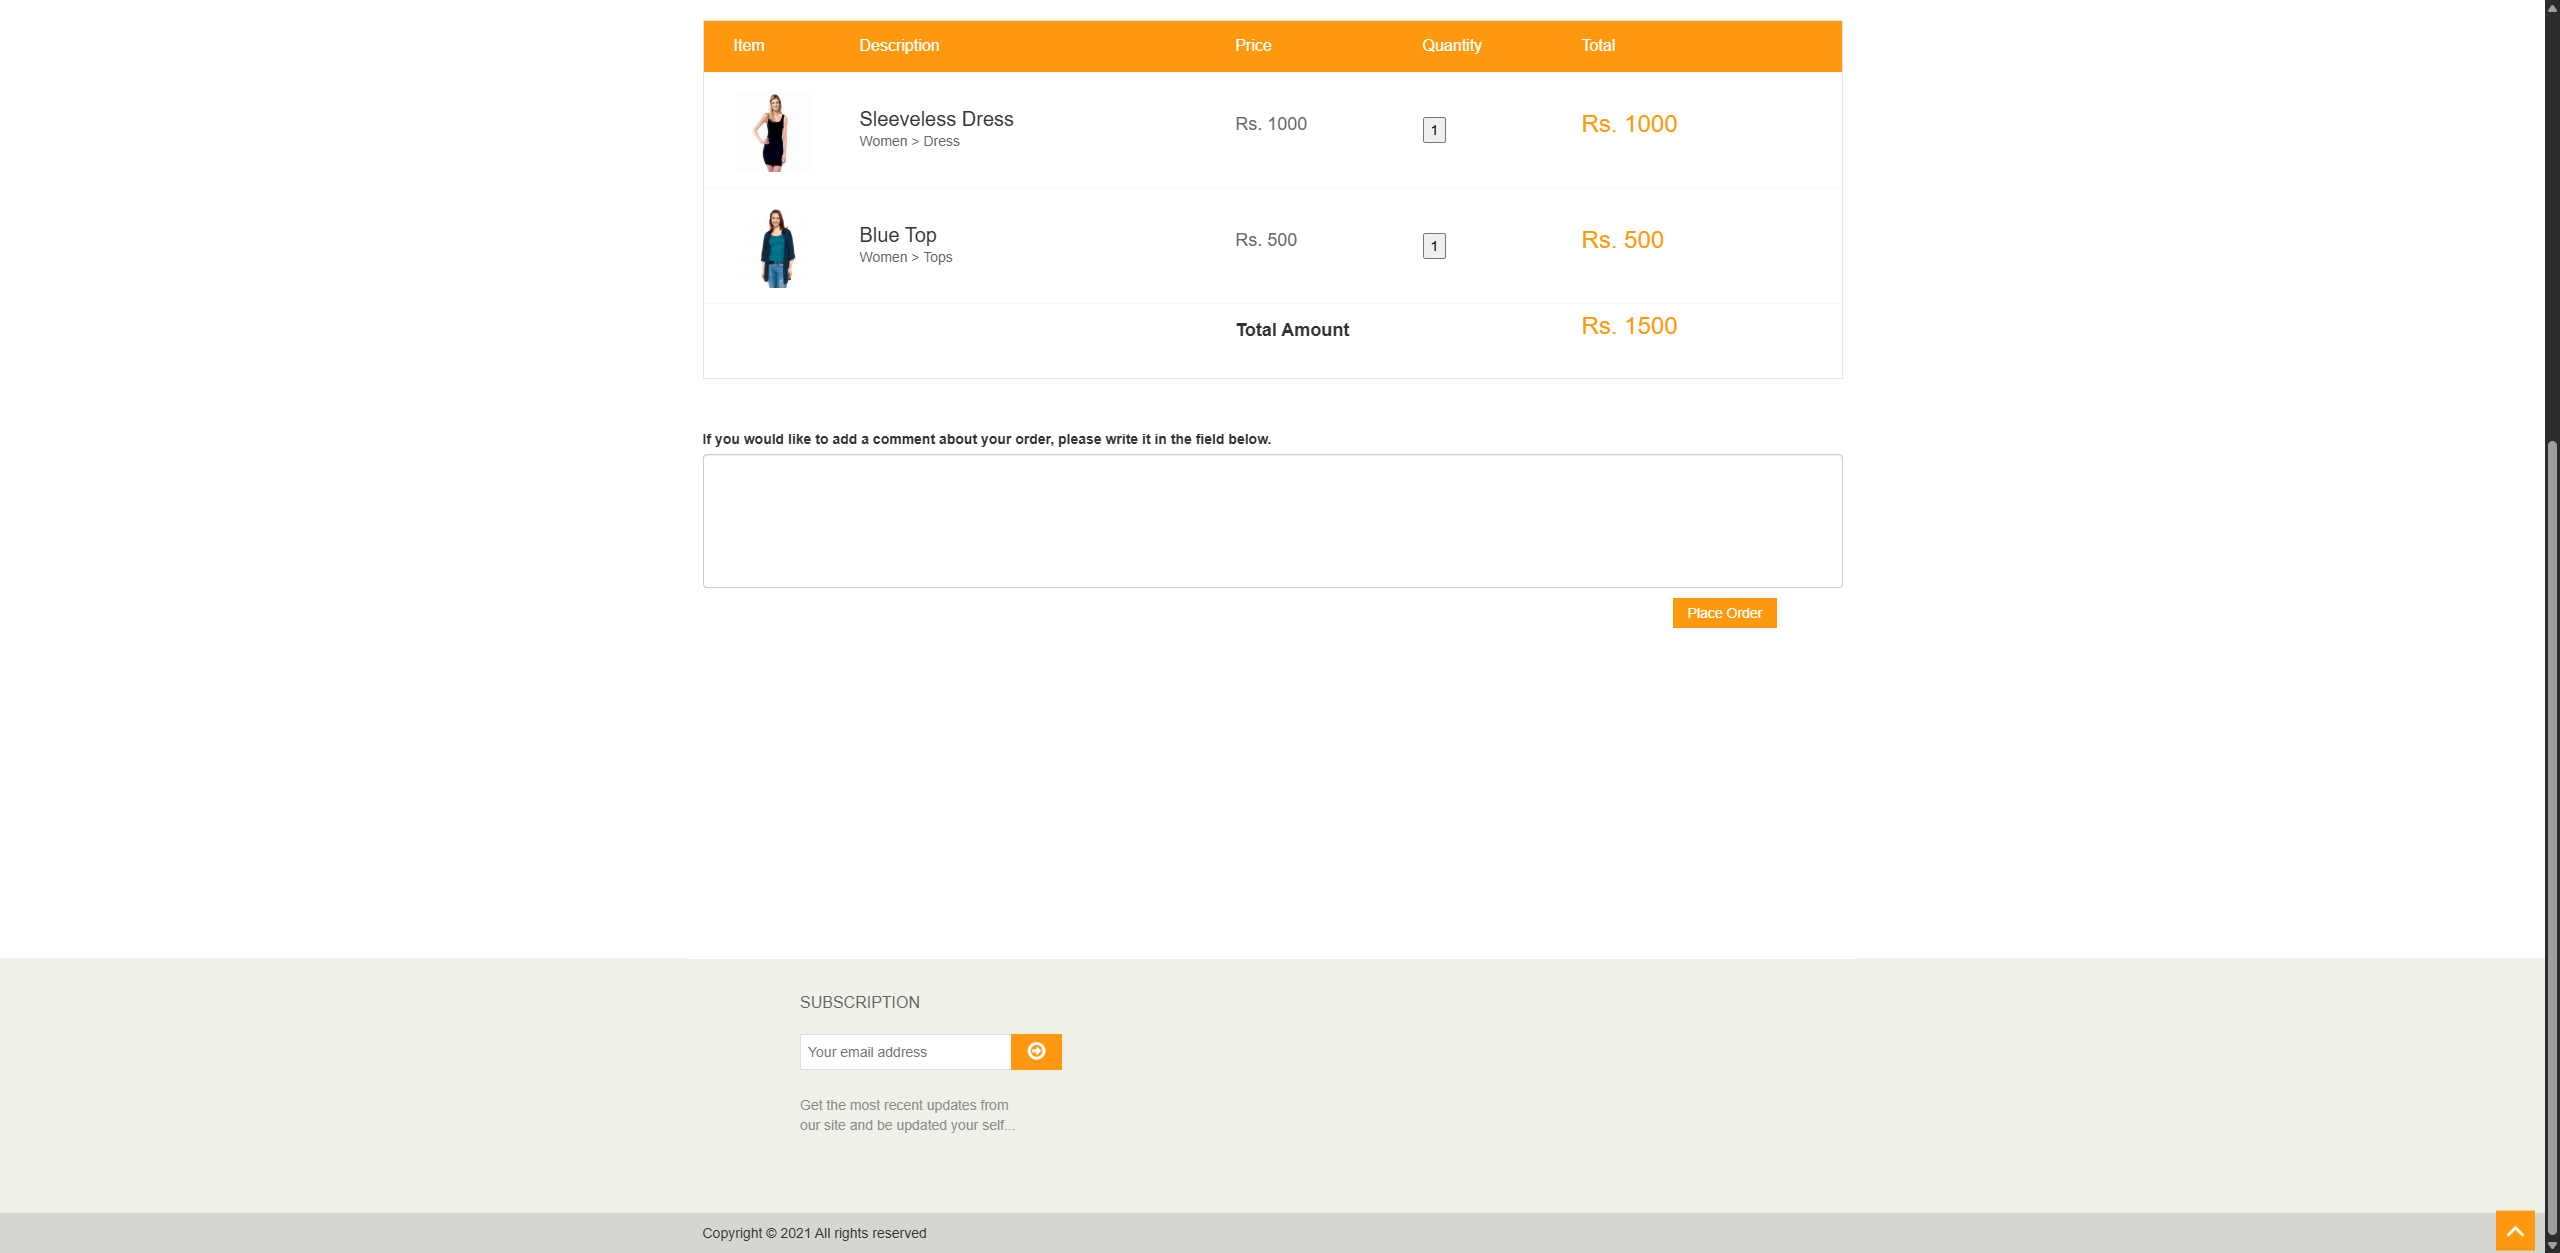 Item Description Price Quantity Total
Sleeveless Dress Rs. 1000 1 Rs. 1000
Women > Dress
Blue Top Rs. 500 1 Rs. 500
Women > Tops
Total Amount Rs. 1500
If you would like to add a comment about your order, please write it in the field below.
Place Order
SUBSCRIPTION
Your email address
Get the most recent updates from
our site and be updated your self...
Copyright © 2021 All rights reserved